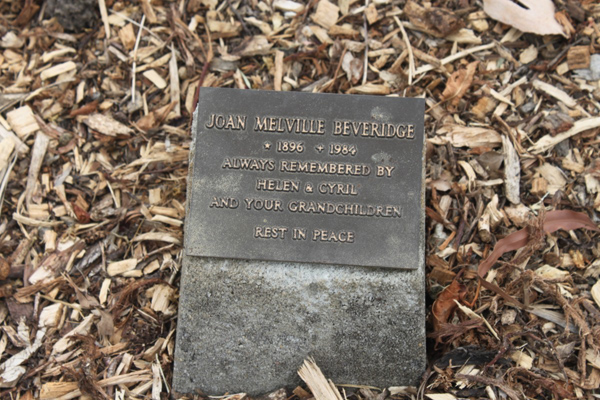 JOAN MELVILLE BEVERIDGE
* 1896 + 1984
ALWAYS REMEMBERED BY
HELEN & CYRIL
AND YOUR GRANDCHILDREN
REST IN PEACE